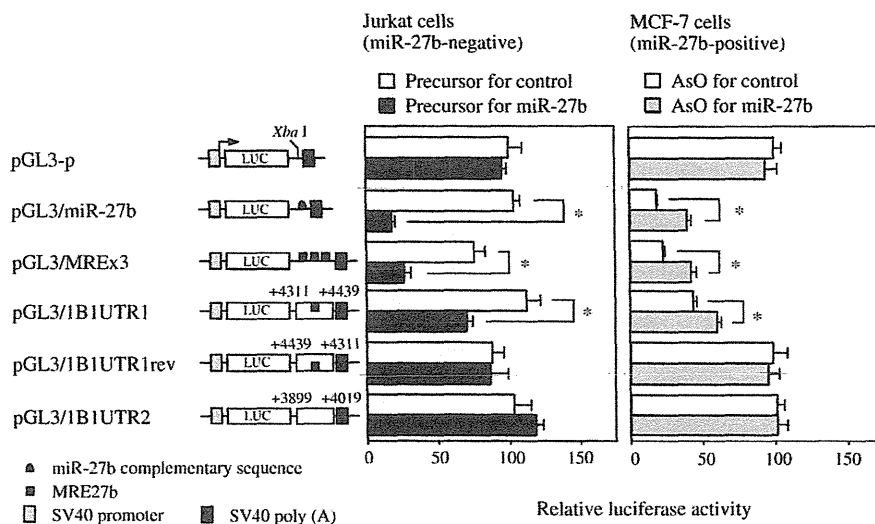 Jurkat cells
(miR-27b-negative)
MCF-7 cells
(miR-27b-positive)
Precursor for control
Precursor for miR-27b
AsO for control
AsO for miR-27b
Xba I
pGL3-p
LUC
pGL3/miR-27b
LUC
*
*
pGL3/MREx3
LUC
*
*
+4311 +4439
pGL3/1B1UTR1
LUC
*
*
+4439 +4311
pGL3/1B1UTR1rev
LUC
+3899 +4019
pGL3/1B1UTR2
LUC
0 50 100 150
0 50 100 150
miR-27b complementary sequence
MRE27b
SV40 promoter
SV40 poly (A)
Relative luciferase activity